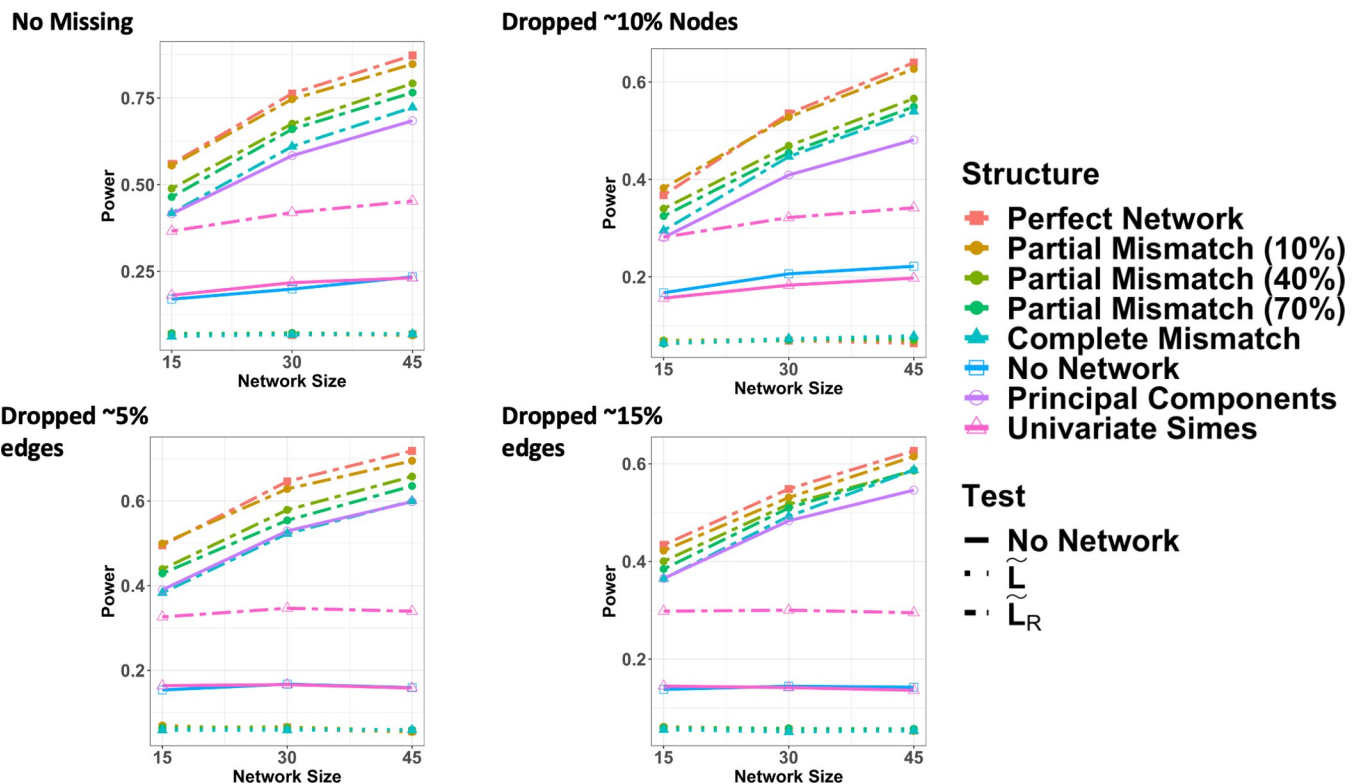 No Missing
Power
0.75
0.50
0.25
15 30 45
Network Size
Dropped ~10% Nodes
Power
0.6
0.4
0.2
15 30 45
Network Size
Dropped ~5%
edges
Power
0.6
0.4
0.2
15 30 45
Network Size
Dropped ~15%
edges
Power
0.6
0.4
0.2
15 30 45
Network Size
Structure
Perfect Network
Partial Mismatch (10%)
Partial Mismatch (40%)
Partial Mismatch (70%)
Complete Mismatch
No Network
Principal Components
Univariate Simes
Test
No Network
L̃
L̃R